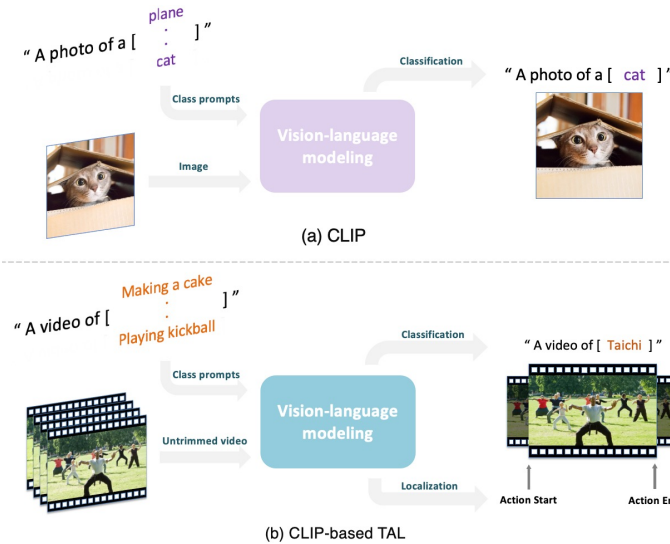 plane
“ A photo of a [ . . ] ”
cat
Class prompts
Image
Vision-language
modeling
Classification
“ A photo of a [ cat ] ”
(a) CLIP
Making a cake
“ A video of [ . . ] ”
Playing kickball
Class prompts
Untrimmed video
Vision-language
modeling
Classification
Localization
“ A video of [ Taichi ] ”
Action Start
Action En
(b) CLIP-based TAL